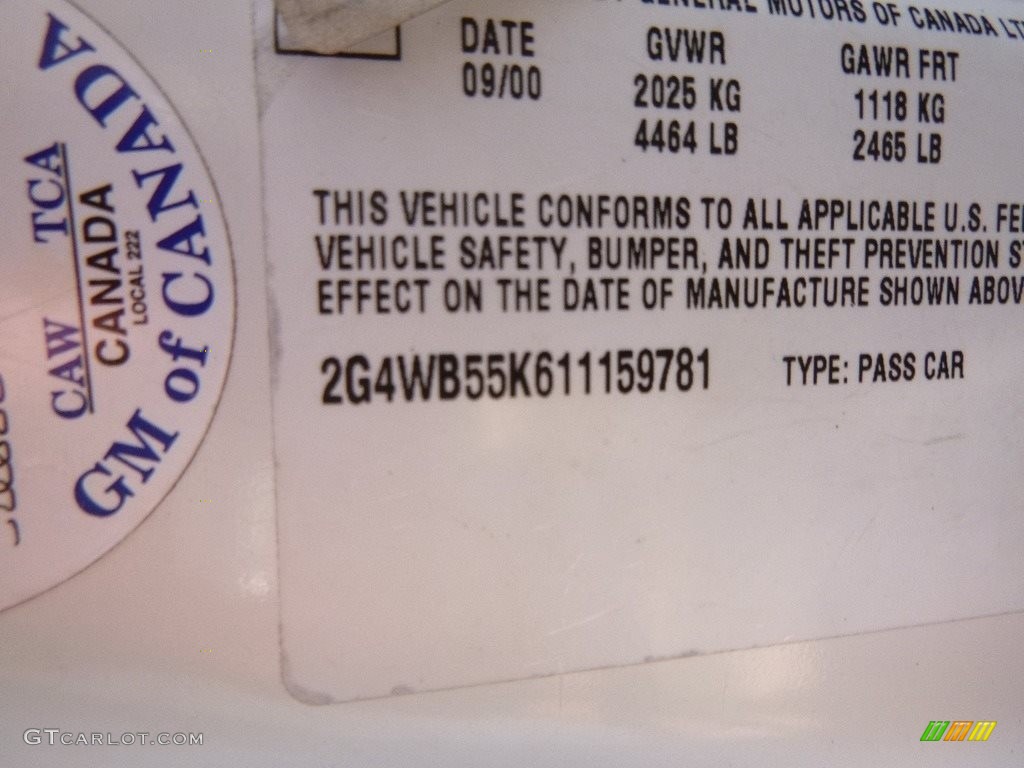 GENERAL MOTORS OF CANADA LT
DATE GVWR GAWR FRT
09/00 2025 KG 1118 KG
4464 LB 2465 LB
THIS VEHICLE CONFORMS TO ALL APPLICABLE U.S. FE
VEHICLE SAFETY, BUMPER, AND THEFT PREVENTION S
EFFECT ON THE DATE OF MANUFACTURE SHOWN ABOV
2G4WB55K611159781 TYPE: PASS CAR
GM of CANADA
CAW TCA
CANADA
LOCAL 222
GTCARLOT.COM